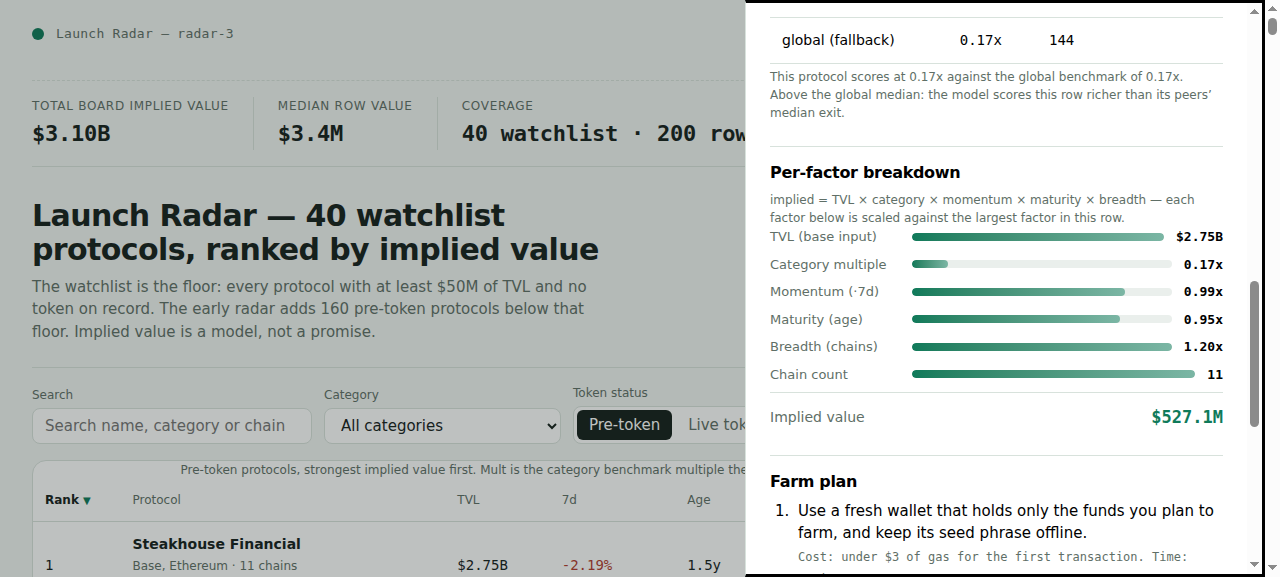 Launch Radar — radar-3
TOTAL BOARD IMPLIED VALUE
$3.10B
MEDIAN ROW VALUE
$3.4M
COVERAGE
40 watchlist · 200 row
Launch Radar — 40 watchlist
protocols, ranked by implied value
The watchlist is the floor: every protocol with at least $50M of TVL and no
token on record. The early radar adds 160 pre-token protocols below that
floor. Implied value is a model, not a promise.
Search
Search name, category or chain
Category
All categories
Token status
Pre-token
Live tok
Pre-token protocols, strongest implied value first. Mult is the category benchmark multiple the
Rank ▼ Protocol TVL 7d Age
Steakhouse Financial
1 Base, Ethereum · 11 chains $2.75B -2.19% 1.5y
global (fallback) 0.17x 144
This protocol scores at 0.17x against the global benchmark of 0.17x.
Above the global median: the model scores this row richer than its peers’
median exit.
Per-factor breakdown
implied = TVL × category × momentum × maturity × breadth — each
factor below is scaled against the largest factor in this row.
TVL (base input) $2.75B
Category multiple 0.17x
Momentum (·7d) 0.99x
Maturity (age) 0.95x
Breadth (chains) 1.20x
Chain count 11
Implied value $527.1M
Farm plan
1. Use a fresh wallet that holds only the funds you plan to
farm, and keep its seed phrase offline.
Cost: under $3 of gas for the first transaction. Time: